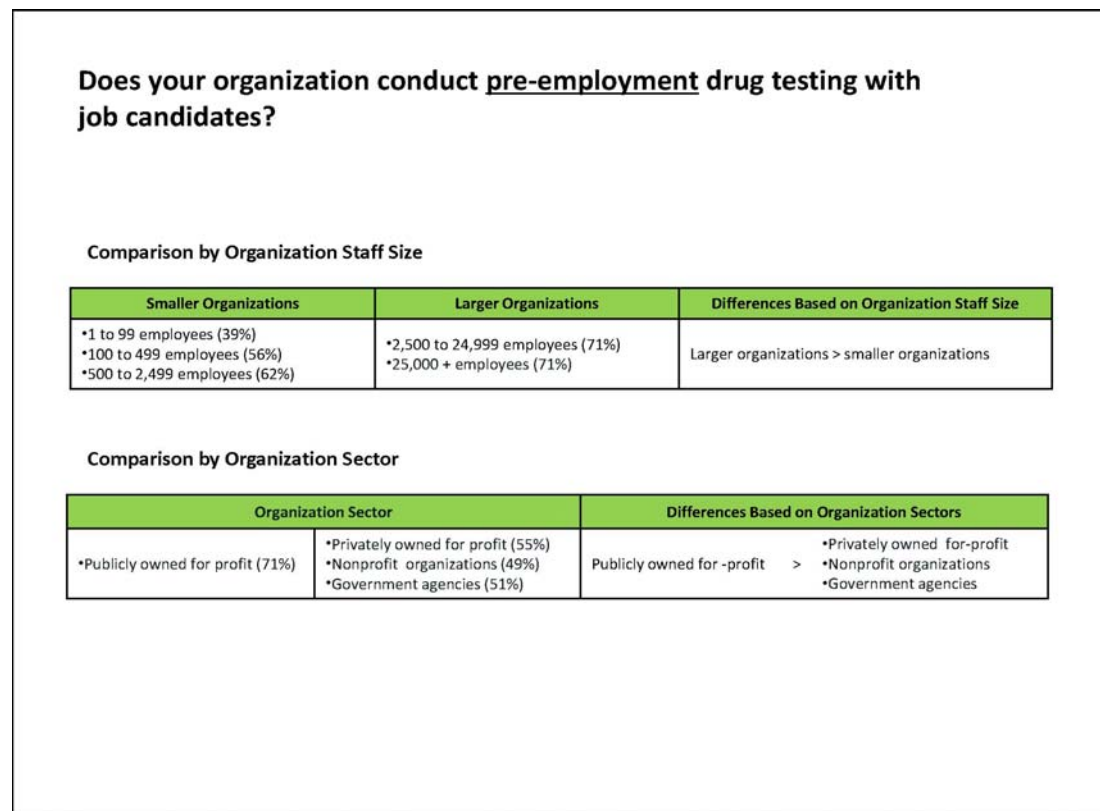 Does your organization conduct pre-employment drug testing with
job candidates?
Comparison by Organization Staff Size
Smaller Organizations
Larger Organizations
Differences Based on Organization Staff Size
•1 to 99 employees (39%)
•100 to 499 employees (56%)
•500 to 2,499 employees (62%)
•2,500 to 24,999 employees (71%)
•25,000 + employees (71%)
Larger organizations > smaller organizations
Comparison by Organization Sector
Organization Sector
Differences Based on Organization Sectors
•Publicly owned for profit (71%)
•Privately owned for profit (55%)
•Nonprofit organizations (49%)
•Government agencies (51%)
Publicly owned for -profit >
•Privately owned for-profit
•Nonprofit organizations
•Government agencies